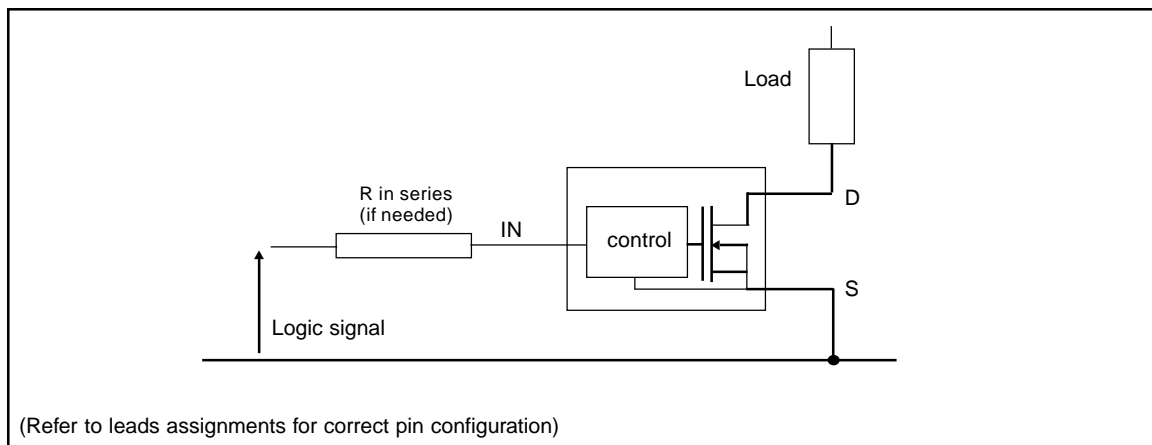 Load
R in series
(if needed)
IN
D
control
S
Logic signal
(Refer to leads assignments for correct pin configuration)